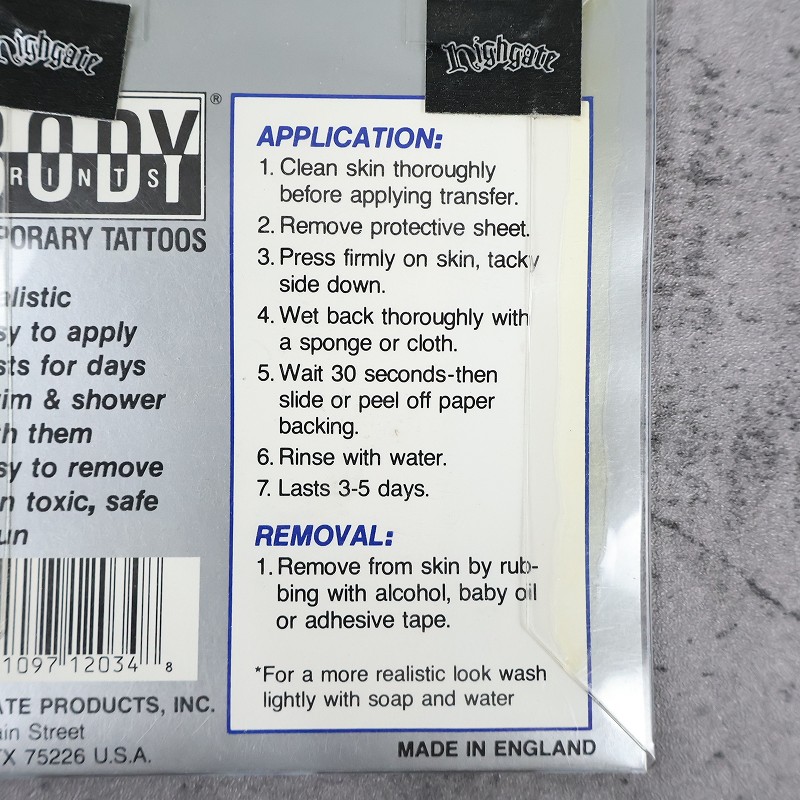 Highgate
Highgate
BODY®
RINTS
PORARY TATTOOS
alistic
sy to apply
sts for days
im & shower
h them
sy to remove
n toxic, safe
un
1097 12034 8
ATE PRODUCTS, INC.
ain Street
TX 75226 U.S.A.
APPLICATION:
1. Clean skin thoroughly
before applying transfer.
2. Remove protective sheet.
3. Press firmly on skin, tacky
side down.
4. Wet back thoroughly with
a sponge or cloth.
5. Wait 30 seconds-then
slide or peel off paper
backing.
6. Rinse with water.
7. Lasts 3-5 days.
REMOVAL:
1. Remove from skin by rub-
bing with alcohol, baby oil
or adhesive tape.
*For a more realistic look wash
lightly with soap and water
MADE IN ENGLAND